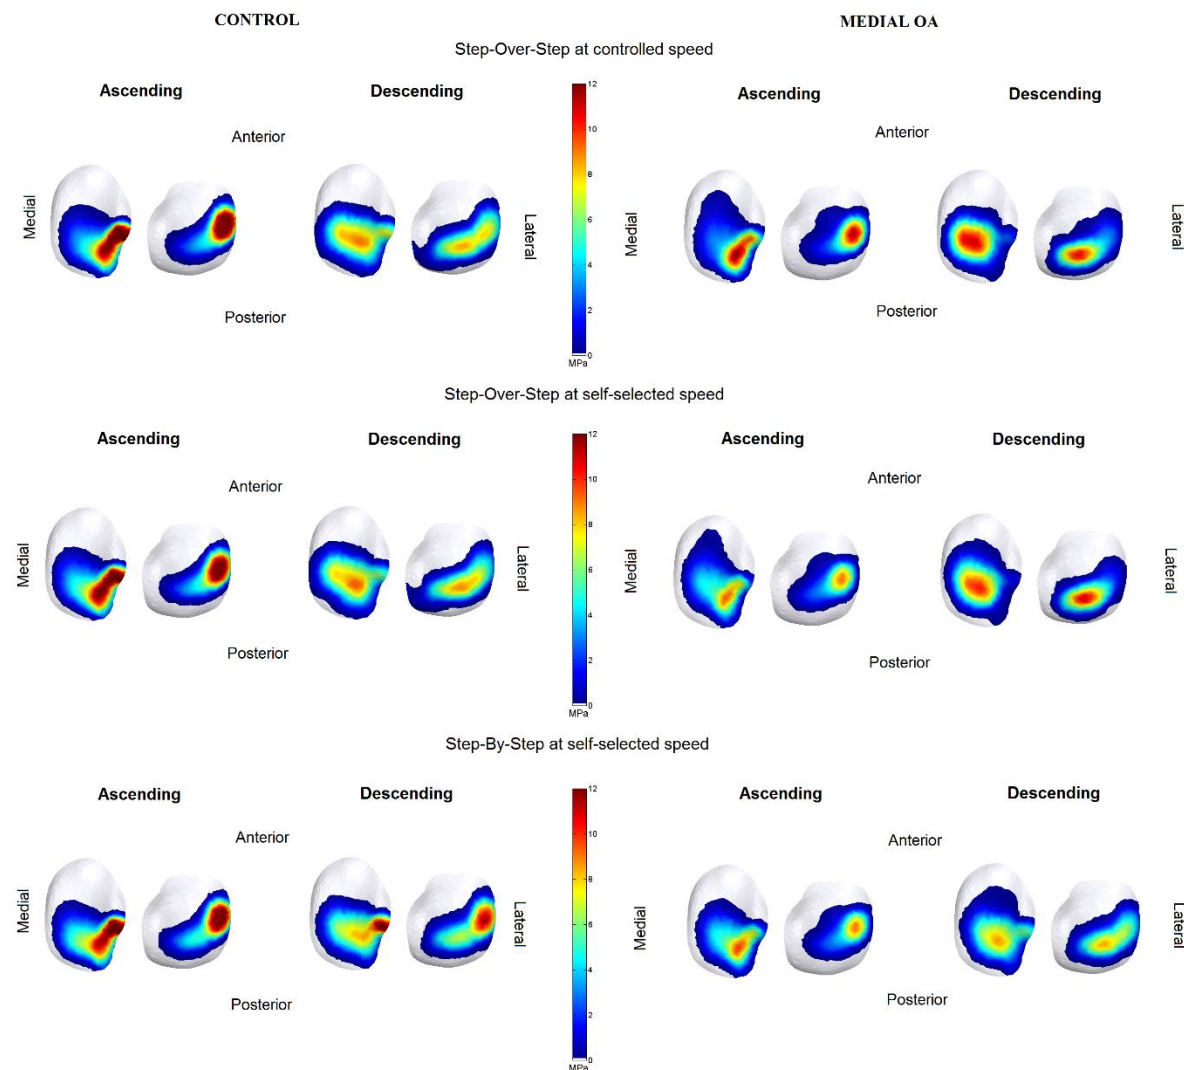 CONTROL
MEDIAL OA
Step-Over-Step at controlled speed
Ascending
Descending
12
Ascending
Descending
Anterior
10
Anterior
8
Medial
6
Lateral
Medial
Lateral
4
Posterior
2
Posterior
0
MPa
Step-Over-Step at self-selected speed
Ascending
Descending
12
Ascending
Descending
Anterior
10
Anterior
8
Medial
6
Lateral
Medial
Lateral
4
Posterior
2
Posterior
0
MPa
Step-By-Step at self-selected speed
Ascending
Descending
12
Ascending
Descending
Anterior
10
Anterior
8
Medial
6
Lateral
Medial
Lateral
4
Posterior
2
Posterior
0
MPa